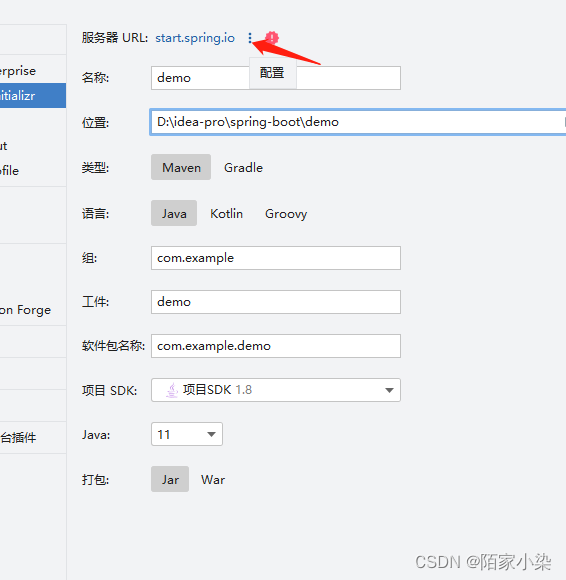 服务器 URL: start.spring.io
配置
erprise
itializr
ut
ofile
on Forge
台插件
名称: demo
位置: D:\idea-pro\spring-boot\demo
类型: Maven Gradle
语言: Java Kotlin Groovy
组: com.example
工件: demo
软件包名称: com.example.demo
项目 SDK: 项目SDK 1.8
Java: 11
打包: Jar War
CSDN @陌家小染